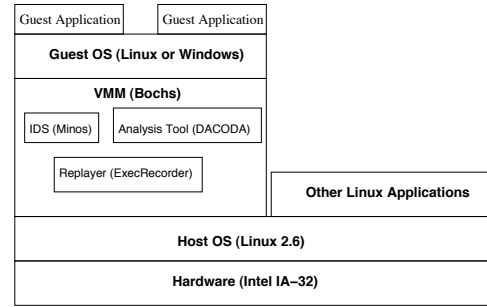 Guest Application
Guest Application
Guest OS (Linux or Windows)
VMM (Bochs)
IDS (Minos)
Analysis Tool (DACODA)
Replayer (ExecRecorder)
Other Linux Applications
Host OS (Linux 2.6)
Hardware (Intel IA−32)